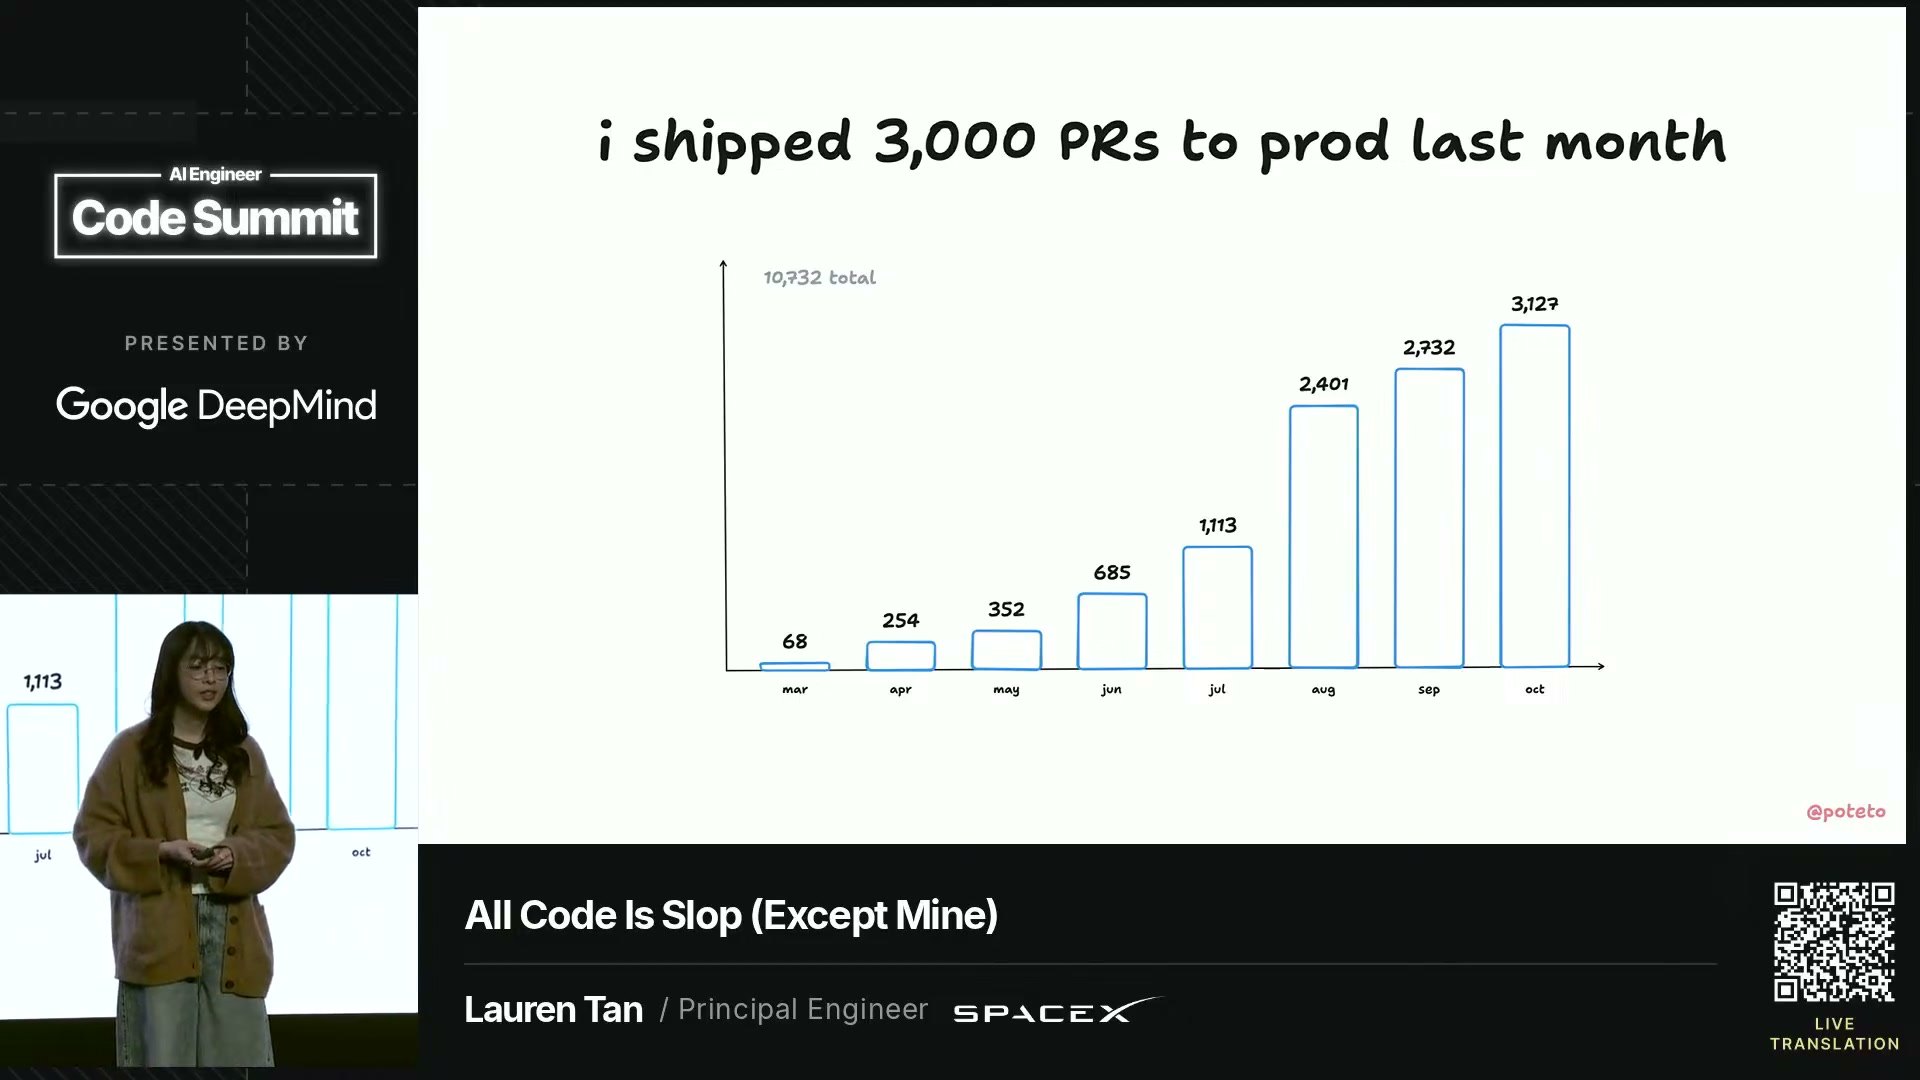 AI Engineer
Code Summit
PRESENTED BY
Google DeepMind
i shipped 3,000 PRs to prod last month
10,732 total
68
254
352
685
1,113
2,401
2,732
3,127
mar
apr
may
jun
jul
aug
sep
oct
@poteto
1,113
jul
oct
All Code Is Slop (Except Mine)
Lauren Tan / Principal Engineer SPACEX
LIVE
TRANSLATION